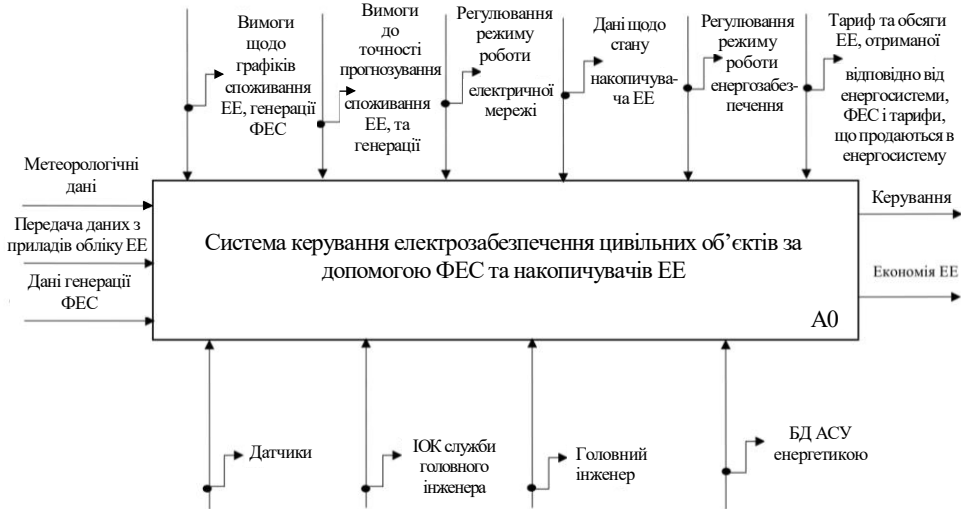 Вимоги
щодо
графіків
споживання
ЕЕ, генерації
ФЕС
Вимоги
до
точності
прогнозування
споживання
ЕЕ, та
генерації
Регулювання
режиму
роботи
електричної
мережі
Дані щодо
стану
накопичува-
ча ЕЕ
Регулювання
режиму
роботи
енергозабез-
печення
Тариф та обсяги
ЕЕ, отриманої
відповідно від
енергосистеми,
ФЕС і тарифи,
що продаються в
енергосистему
Метеорологічні
дані
Передача даних з
приладів обліку ЕЕ
Дані генерації
ФЕС
Система керування електрозабезпечення цивільних об’єктів за
допомогою ФЕС та накопичувачів ЕЕ
А0
Керування
Економія ЕЕ
Датчики
ІОК служби
головного
інженера
Головний
інженер
БД АСУ
енергетикою